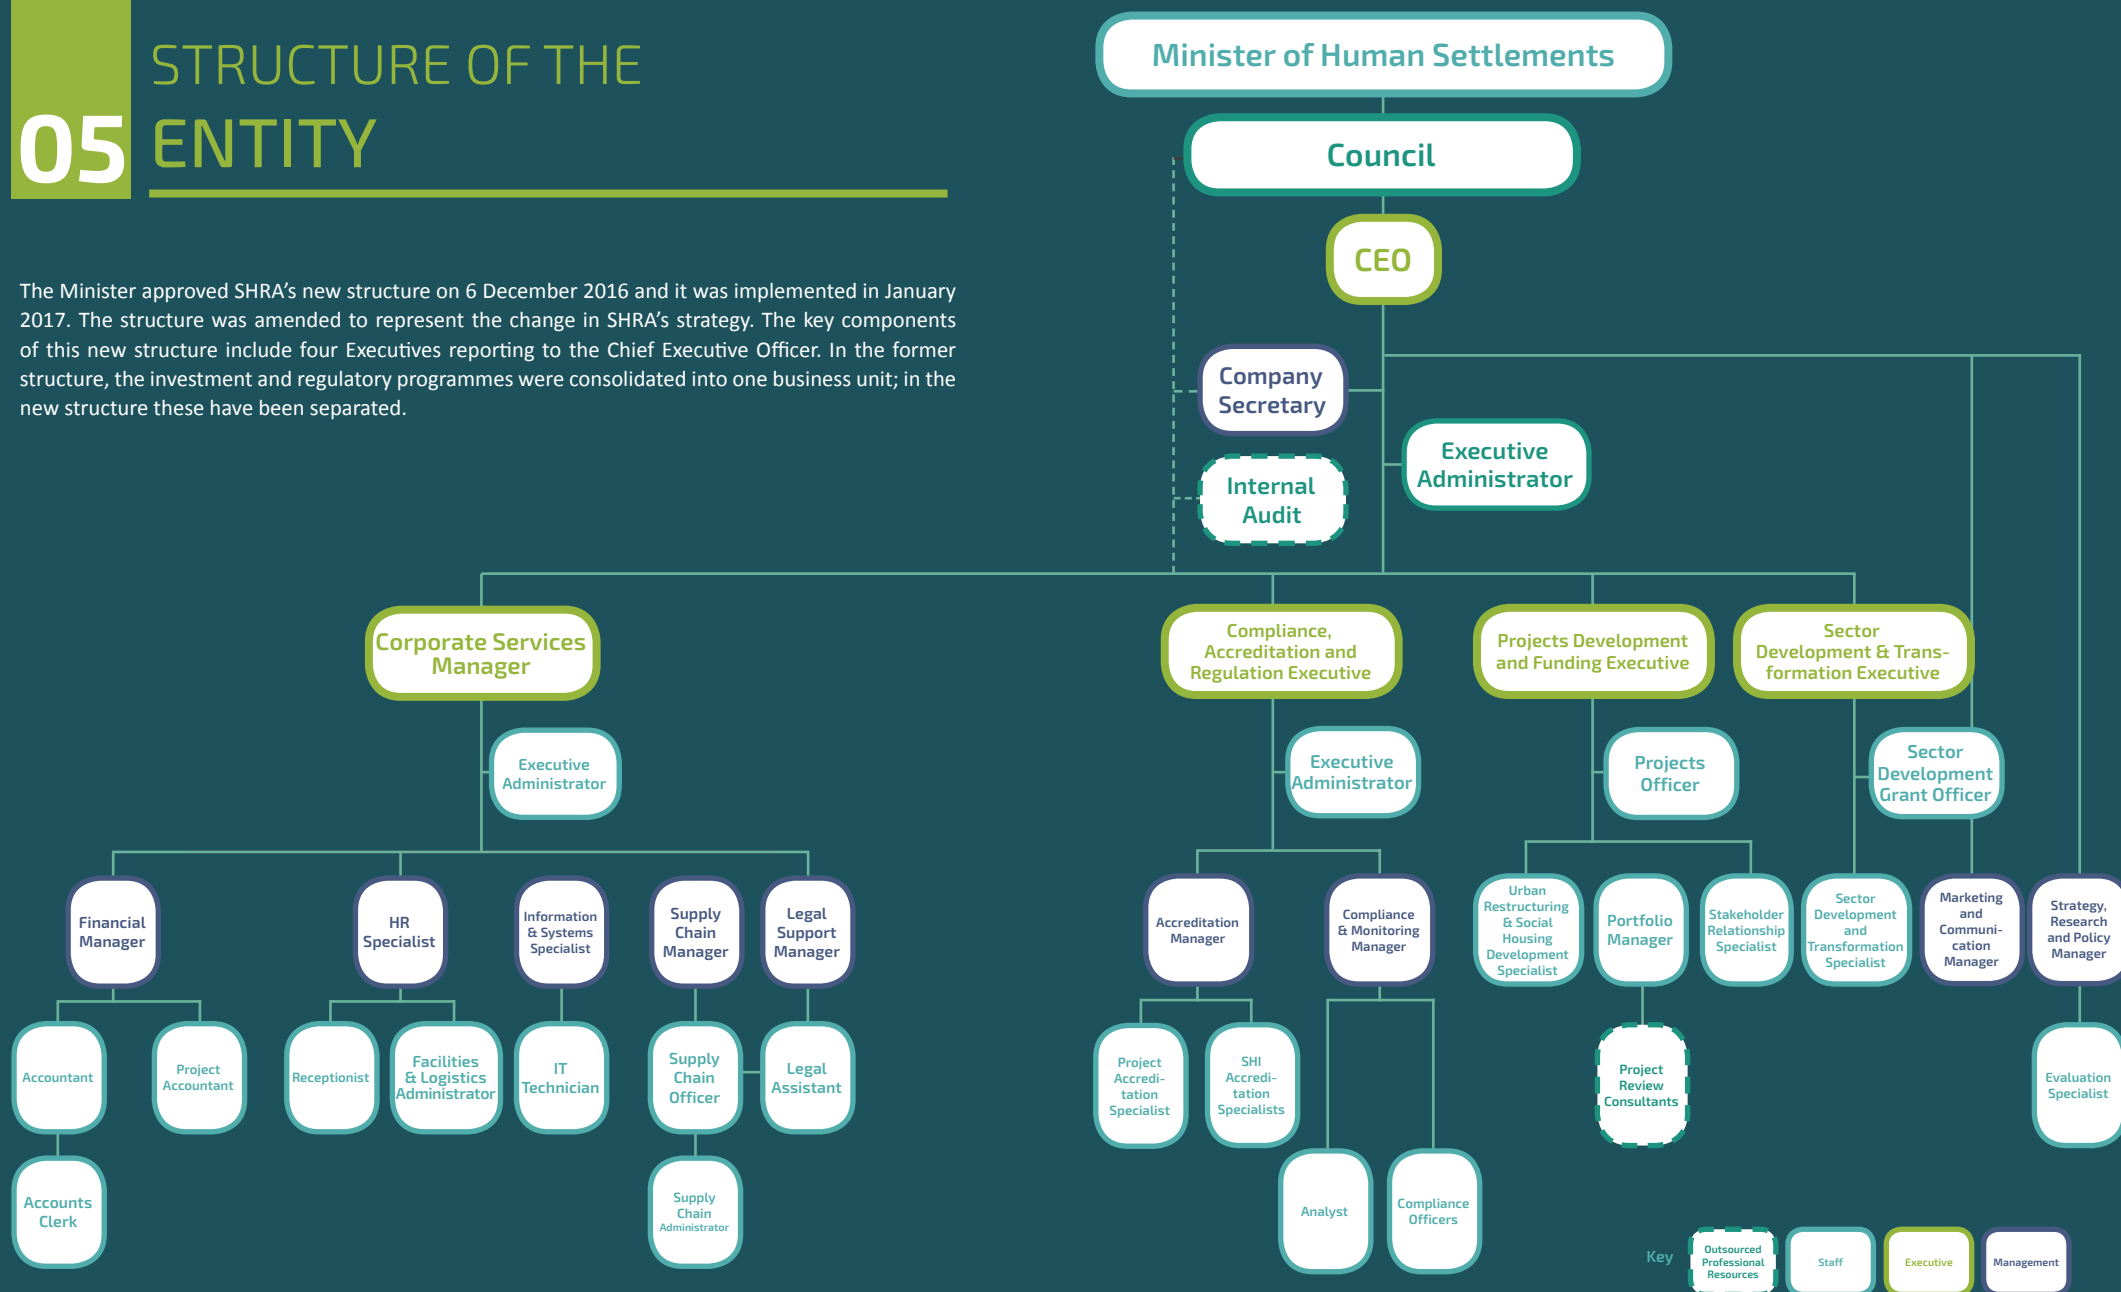 05
STRUCTURE OF THE
ENTITY
The Minister approved SHRA's new structure on 6 December 2016 and it was implemented in January
2017. The structure was amended to represent the change in SHRA's strategy. The key components
of this new structure include four Executives reporting to the Chief Executive Officer. In the former
structure, the investment and regulatory programmes were consolidated into one business unit; in the
new structure these have been separated.
Minister of Human Settlements
Council
CEO
Company
Secretary
Executive
Administrator
Internal
Audit
Corporate Services
Manager
Compliance,
Accreditation and
Regulation Executive
Projects Development
and Funding Executive
Sector
Development & Trans-
formation Executive
Executive
Administrator
Executive
Administrator
Projects
Officer
Sector
Development
Grant Officer
Financial
Manager
HR
Specialist
Information
& Systems
Specialist
Supply
Chain
Manager
Legal
Support
Manager
Accreditation
Manager
Compliance
& Monitoring
Manager
Urban
Restructuring
& Social
Housing
Development
Specialist
Portfolio
Manager
Stakeholder
Relationship
Specialist
Sector
Development
and
Transformation
Specialist
Marketing
and
Communi-
cation
Manager
Strategy,
Research
and Policy
Manager
Accountant
Project
Accountant
Receptionist
Facilities
& Logistics
Administrator
IT
Technician
Supply
Chain
Officer
Legal
Assistant
Project
Accredi-
tation
Specialist
SHI
Accredi-
tation
Specialists
Project
Review
Consultants
Evaluation
Specialist
Accounts
Clerk
Supply
Chain
Administrator
Analyst
Compliance
Officers
Key
Outsourced
Professional
Resources
Staff
Executive
Management